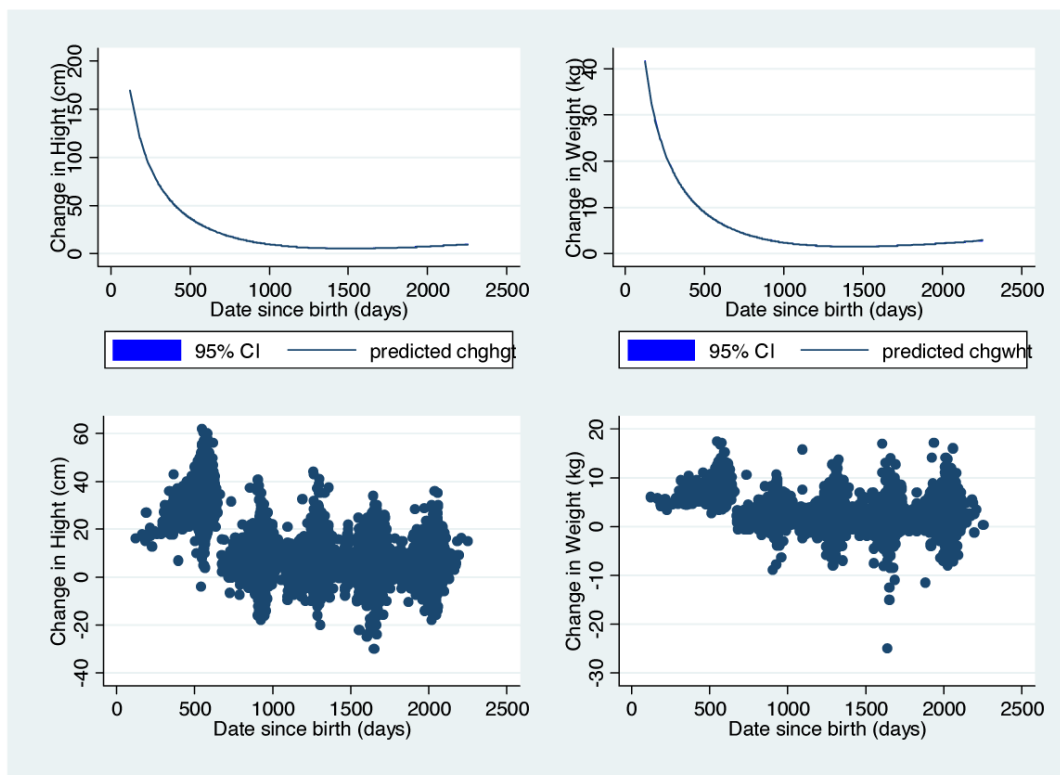 Change in Hight (cm)
0 50 100 150 200
0 500 1000 1500 2000 2500
Date since birth (days)
95% CI predicted chghgt
Change in Weight (kg)
0 10 20 30 40
0 500 1000 1500 2000 2500
Date since birth (days)
95% CI predicted chgwht
Change in Hight (cm)
-40 -20 0 20 40 60
0 500 1000 1500 2000 2500
Date since birth (days)
Change in Weight (kg)
-30 -20 -10 0 10 20
0 500 1000 1500 2000 2500
Date since birth (days)